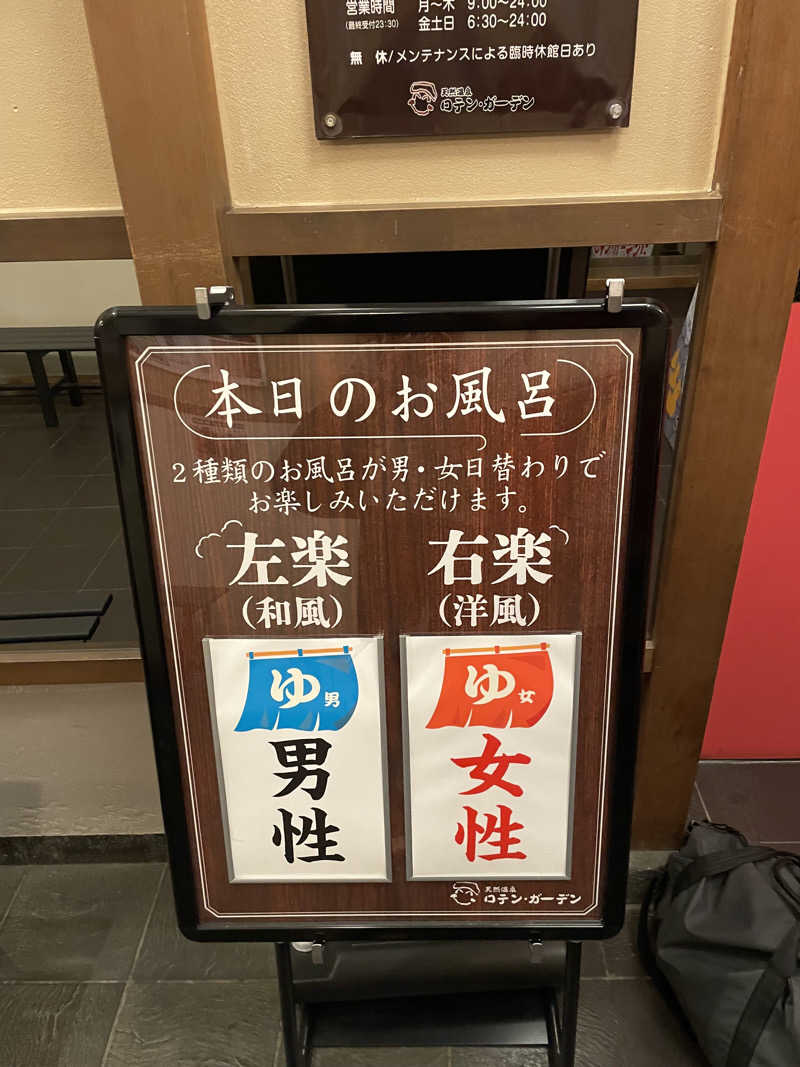 営業時間 月～木 9:00～24:00
(最終受付23:30) 金土日 6:30～24:00
無 休/メンテナンスによる臨時休館日あり
天然温泉
ロテン・ガーデン
本日のお風呂
2種類のお風呂が男・女日替わりで
お楽しみいただけます。
左楽
(和風)
右楽
(洋風)
ゆ 男
男性
ゆ 女
女性
天然温泉
ロテン・ガーデン